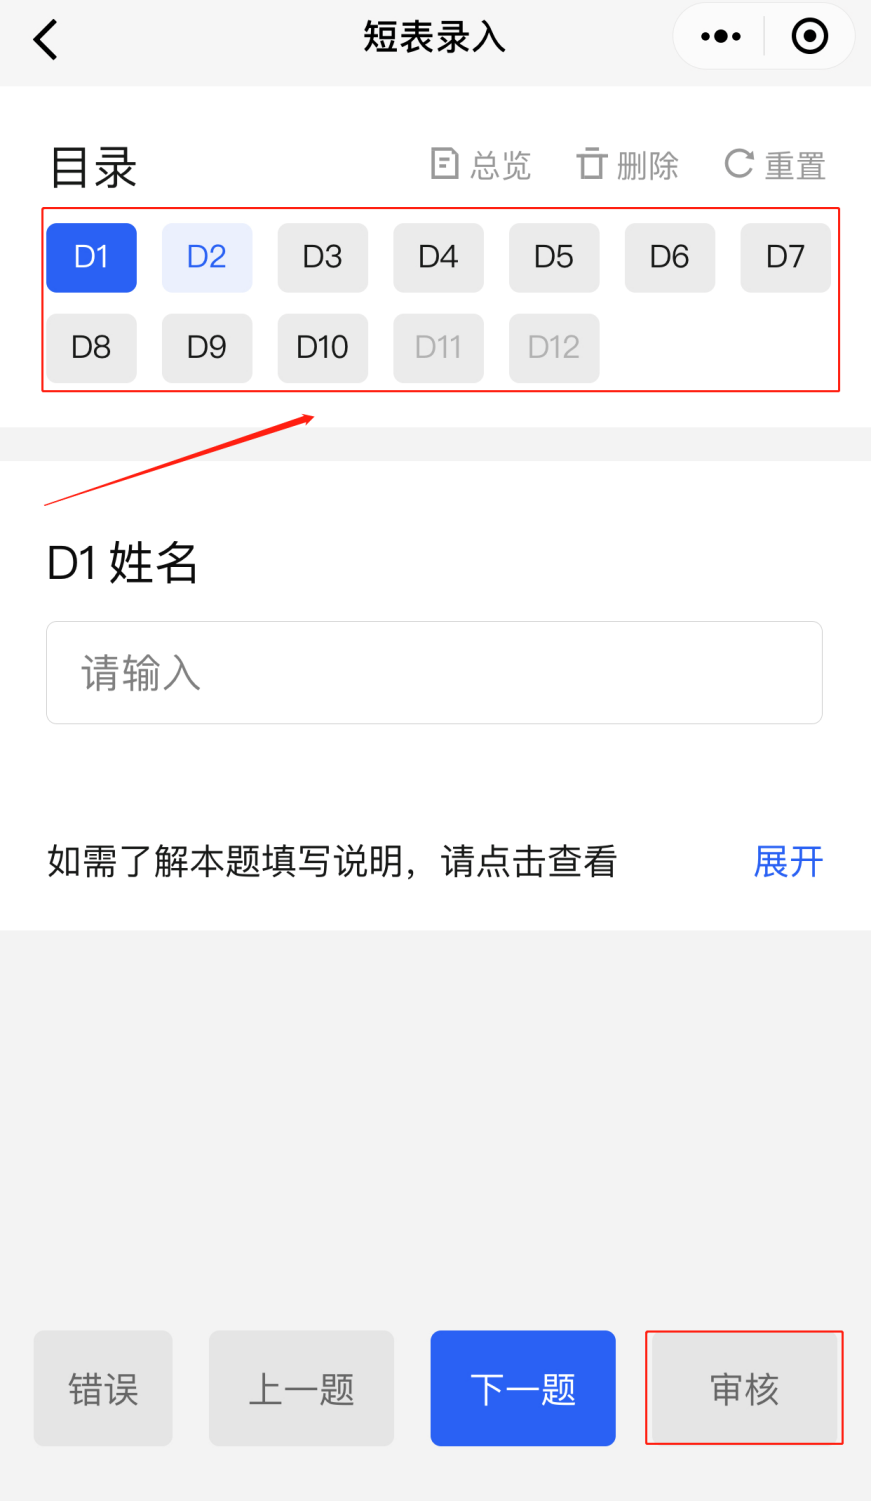 短表录入
目录 总览 删除 重置
D1 D2 D3 D4 D5 D6 D7
D8 D9 D10 D11 D12
D1 姓名
请输入
如需了解本题填写说明，请点击查看 展开
错误 上一题 下一题 审核